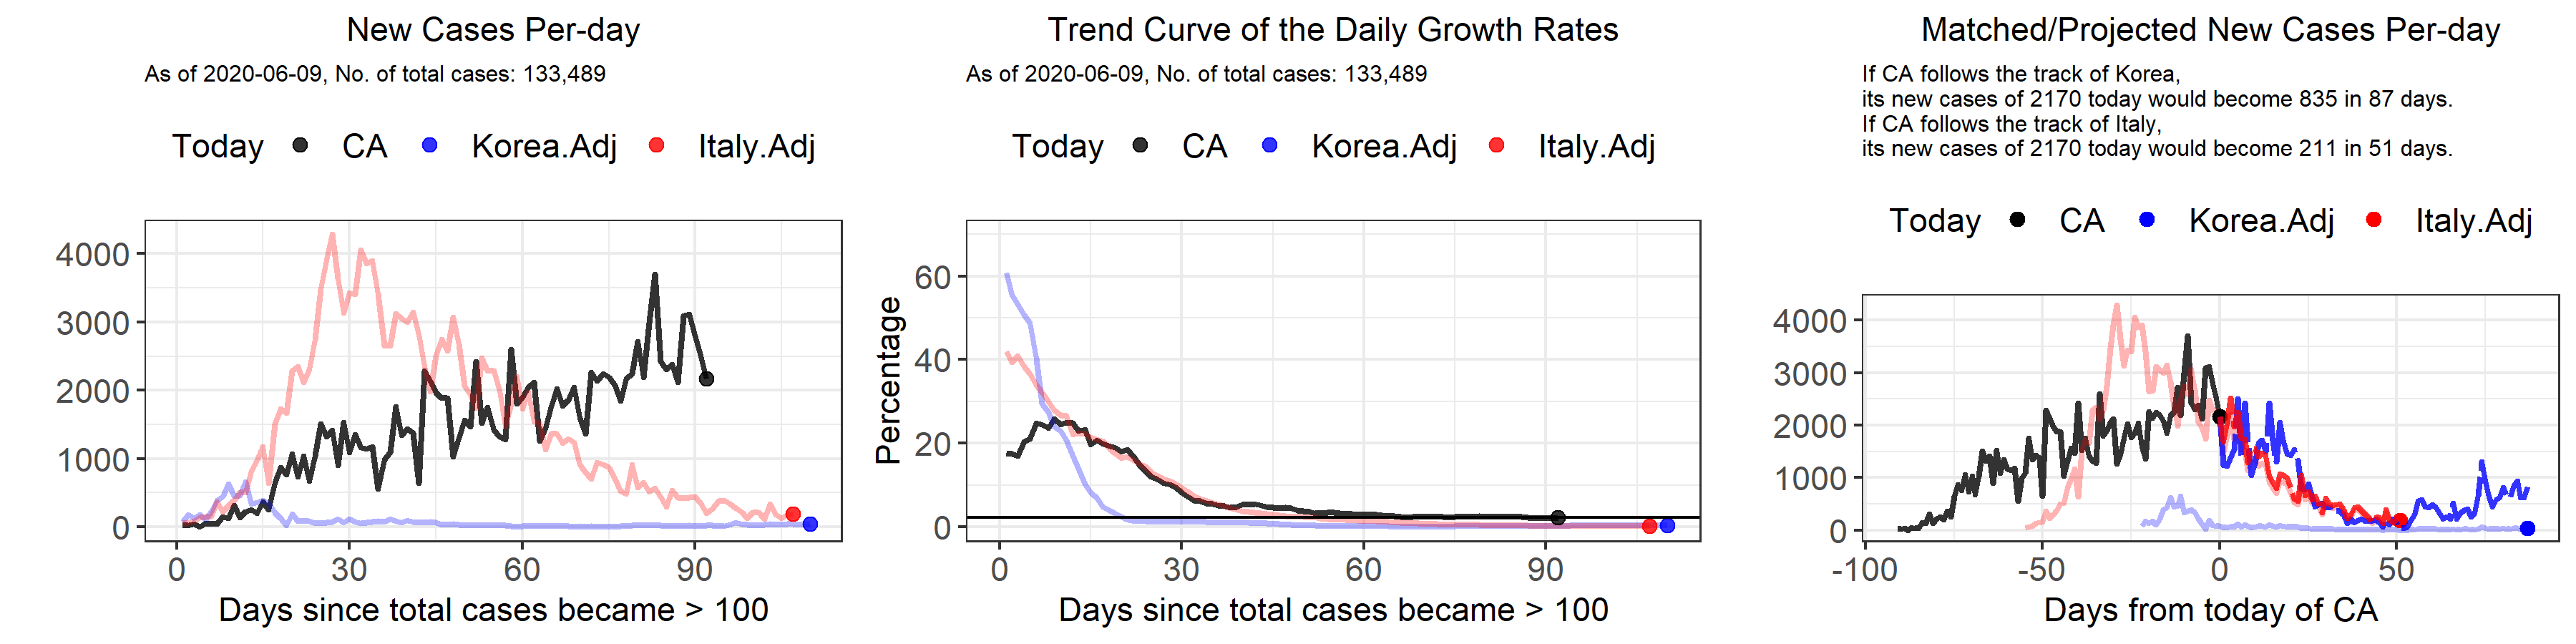 New Cases Per-day
As of 2020-06-09, No. of total cases: 133,489
Today CA Korea.Adj Italy.Adj
4000
3000
2000
1000
0
0 30 60 90
Days since total cases became > 100
Trend Curve of the Daily Growth Rates
As of 2020-06-09, No. of total cases: 133,489
Today CA Korea.Adj Italy.Adj
Percentage
60
40
20
0
0 30 60 90
Days since total cases became > 100
Matched/Projected New Cases Per-day
If CA follows the track of Korea,
its new cases of 2170 today would become 835 in 87 days.
If CA follows the track of Italy,
its new cases of 2170 today would become 211 in 51 days.
Today CA Korea.Adj Italy.Adj
4000
3000
2000
1000
0
-100 -50 0 50
Days from today of CA